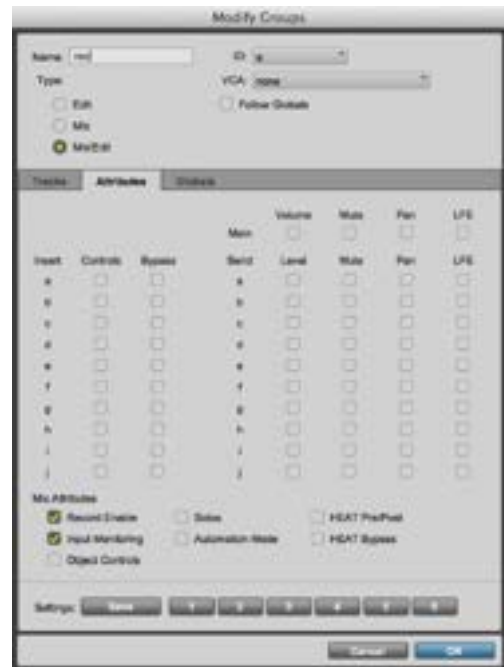 Modify Groups
Name: rec ID: a
Type: VCA: none
Edit Follow Globals
Mix
Mix/Edit
Tracks Attributes Globals
Volume Mute Pan LFE
Main
Insert Controls Bypass Send Level Mute Pan LFE
a a
b b
c c
d d
e e
f f
g g
h h
i i
j j
Mix Attributes
Record Enable Solos HEAT Pre/Post
Input Monitoring Automation Mode HEAT Bypass
Object Controls
Settings: Save 1 2 3 4 5 6
Cancel OK